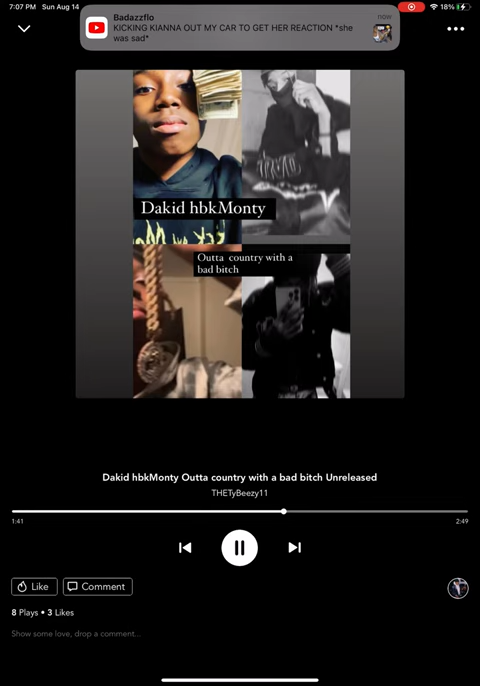 7:07 PM Sun Aug 14
18%
Badazzflo
now
KICKING KIANNA OUT MY CAR TO GET HER REACTION *she
was sad*
Dakid hbkMonty
Outta country with a
bad bitch
Dakid hbkMonty Outta country with a bad bitch Unreleased
THETyBeezy11
1:41
2:49
Like
Comment
8 Plays • 3 Likes
Show some love, drop a comment...